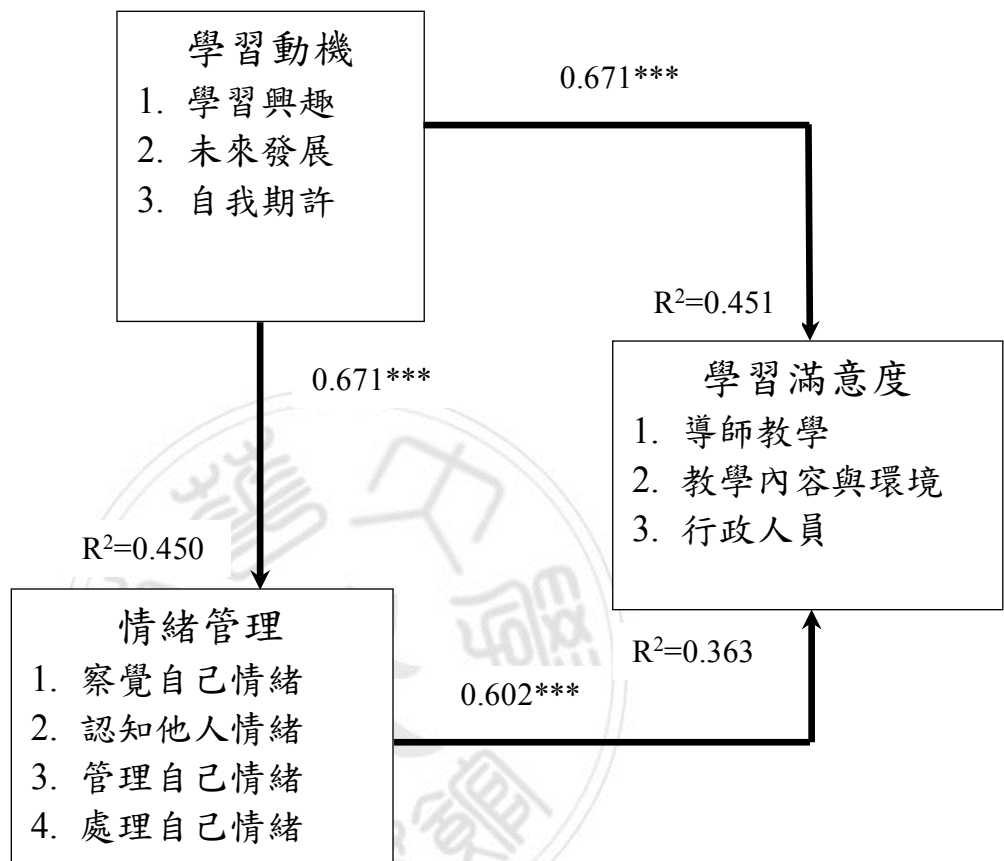 學習動機
1. 學習興趣
2. 未來發展
3. 自我期許
0.671***
R²=0.451
0.671***
學習滿意度
1. 導師教學
2. 教學內容與環境
3. 行政人員
R²=0.450
情緒管理
1. 察覺自己情緒
2. 認知他人情緒
3. 管理自己情緒
4. 處理自己情緒
R²=0.363
0.602***